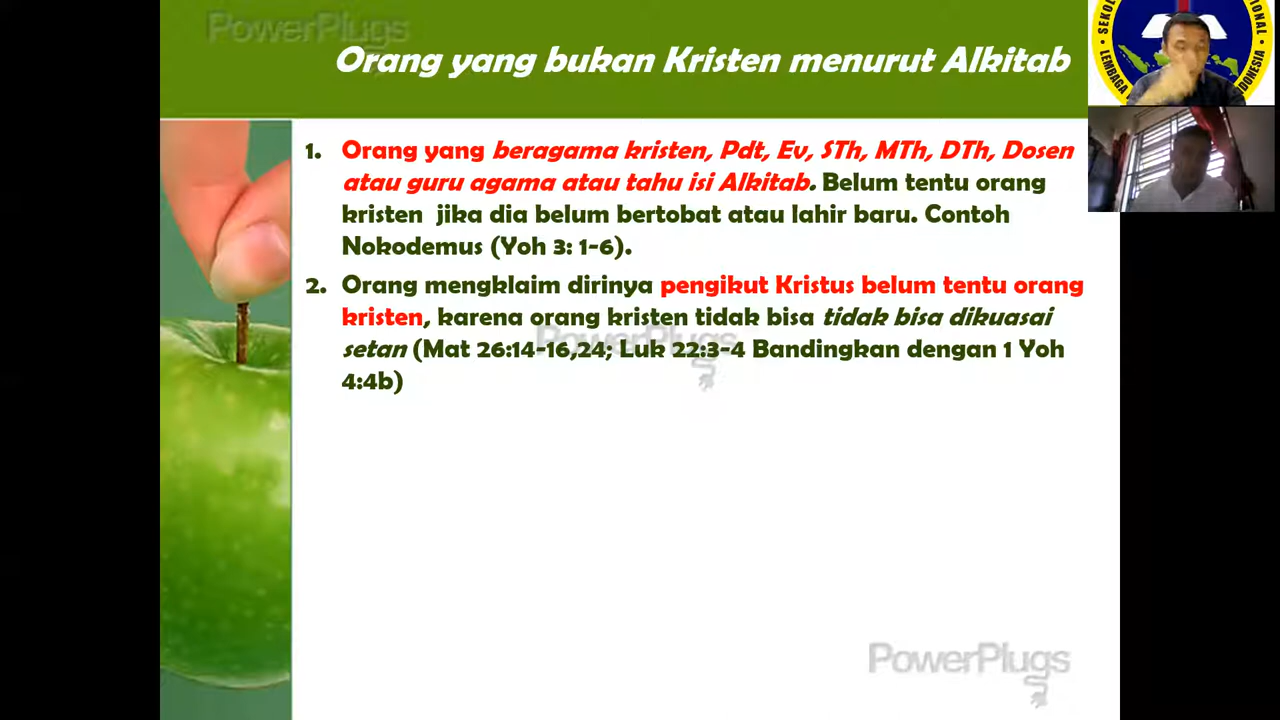 PowerPlugs
Orang yang bukan Kristen menurut Alkitab
1. Orang yang beragama kristen, Pdt, Ev, STh, MTh, DTh, Dosen
atau guru agama atau tahu isi Alkitab. Belum tentu orang
kristen jika dia belum bertobat atau lahir baru. Contoh
Nokodemus (Yoh 3: 1-6).
2. Orang mengklaim dirinya pengikut Kristus belum tentu orang
kristen, karena orang kristen tidak bisa tidak bisa dikuasai
setan (Mat 26:14-16,24; Luk 22:3-4 Bandingkan dengan 1 Yoh
4:4b)
PowerPlugs
PowerPlugs
LEMBAGA